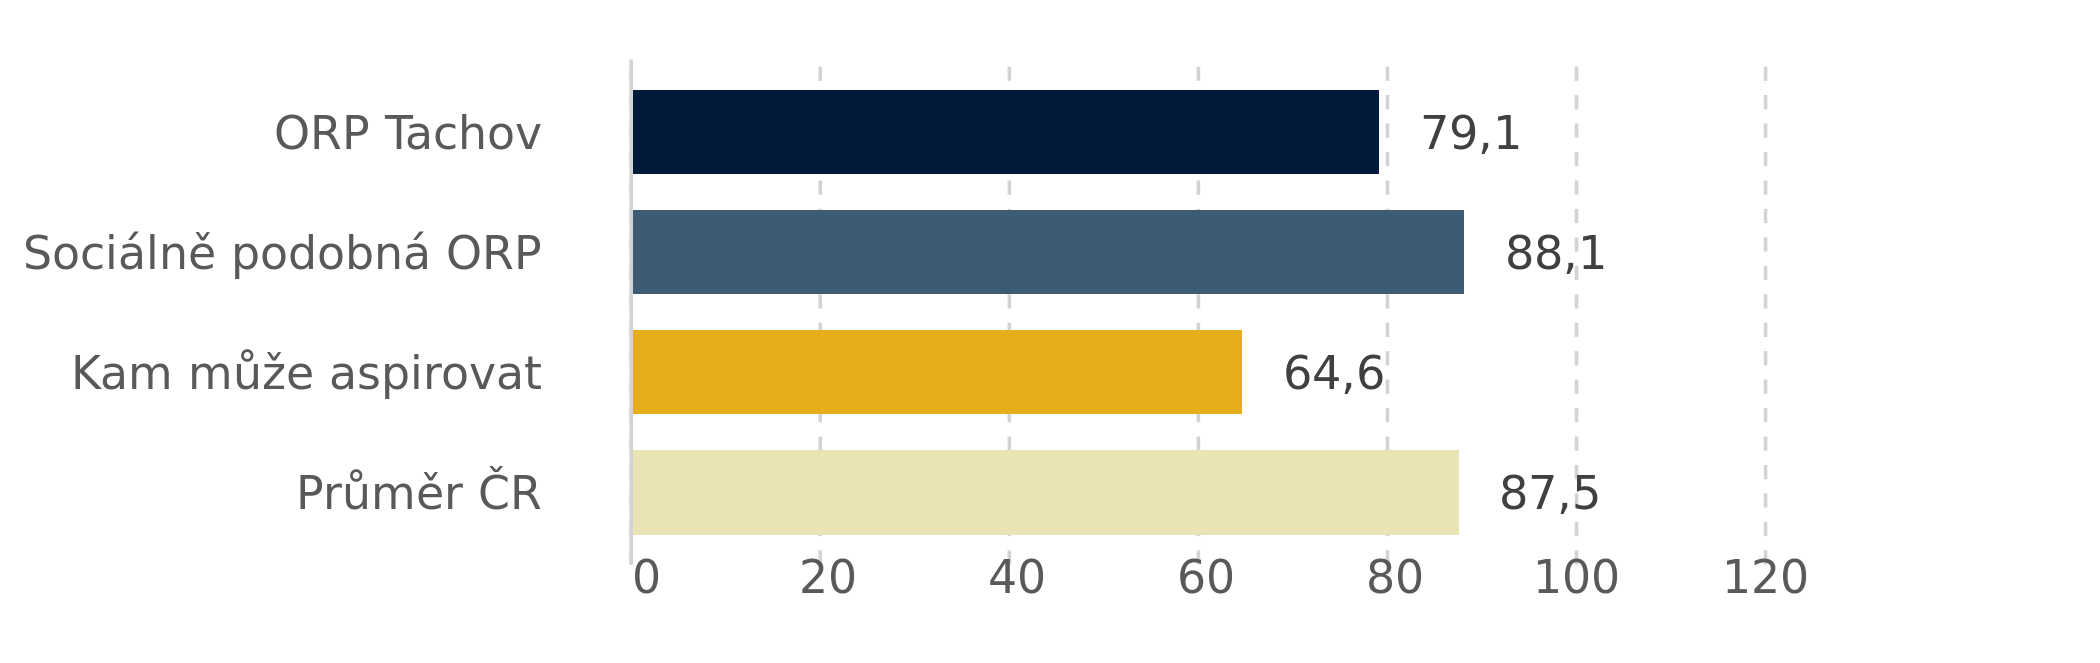 ORP Tachov
79,1
Sociálně podobná ORP
88,1
Kam může aspirovat
64,6
Průměr ČR
87,5
0 20 40 60 80 100 120